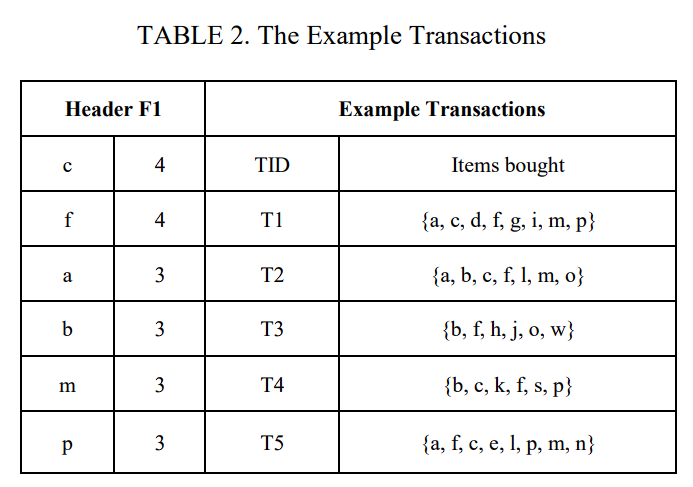 TABLE 2. The Example Transactions
Header F1 Example Transactions
c 4 TID Items bought
f 4 T1 {a, c, d, f, g, i, m, p}
a 3 T2 {a, b, c, f, l, m, o}
b 3 T3 {b, f, h, j, o, w}
m 3 T4 {b, c, k, f, s, p}
p 3 T5 {a, f, c, e, l, p, m, n}